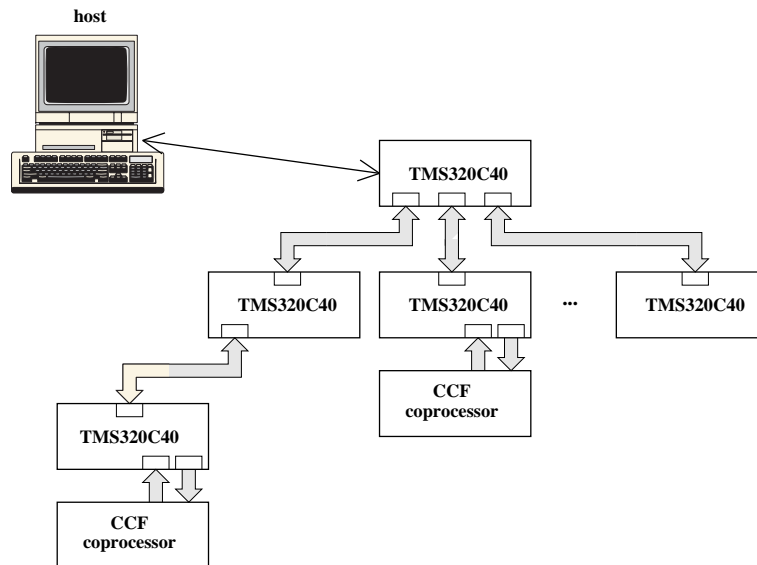 host
TMS320C40
TMS320C40
TMS320C40
...
TMS320C40
CCF
coprocessor
TMS320C40
CCF
coprocessor